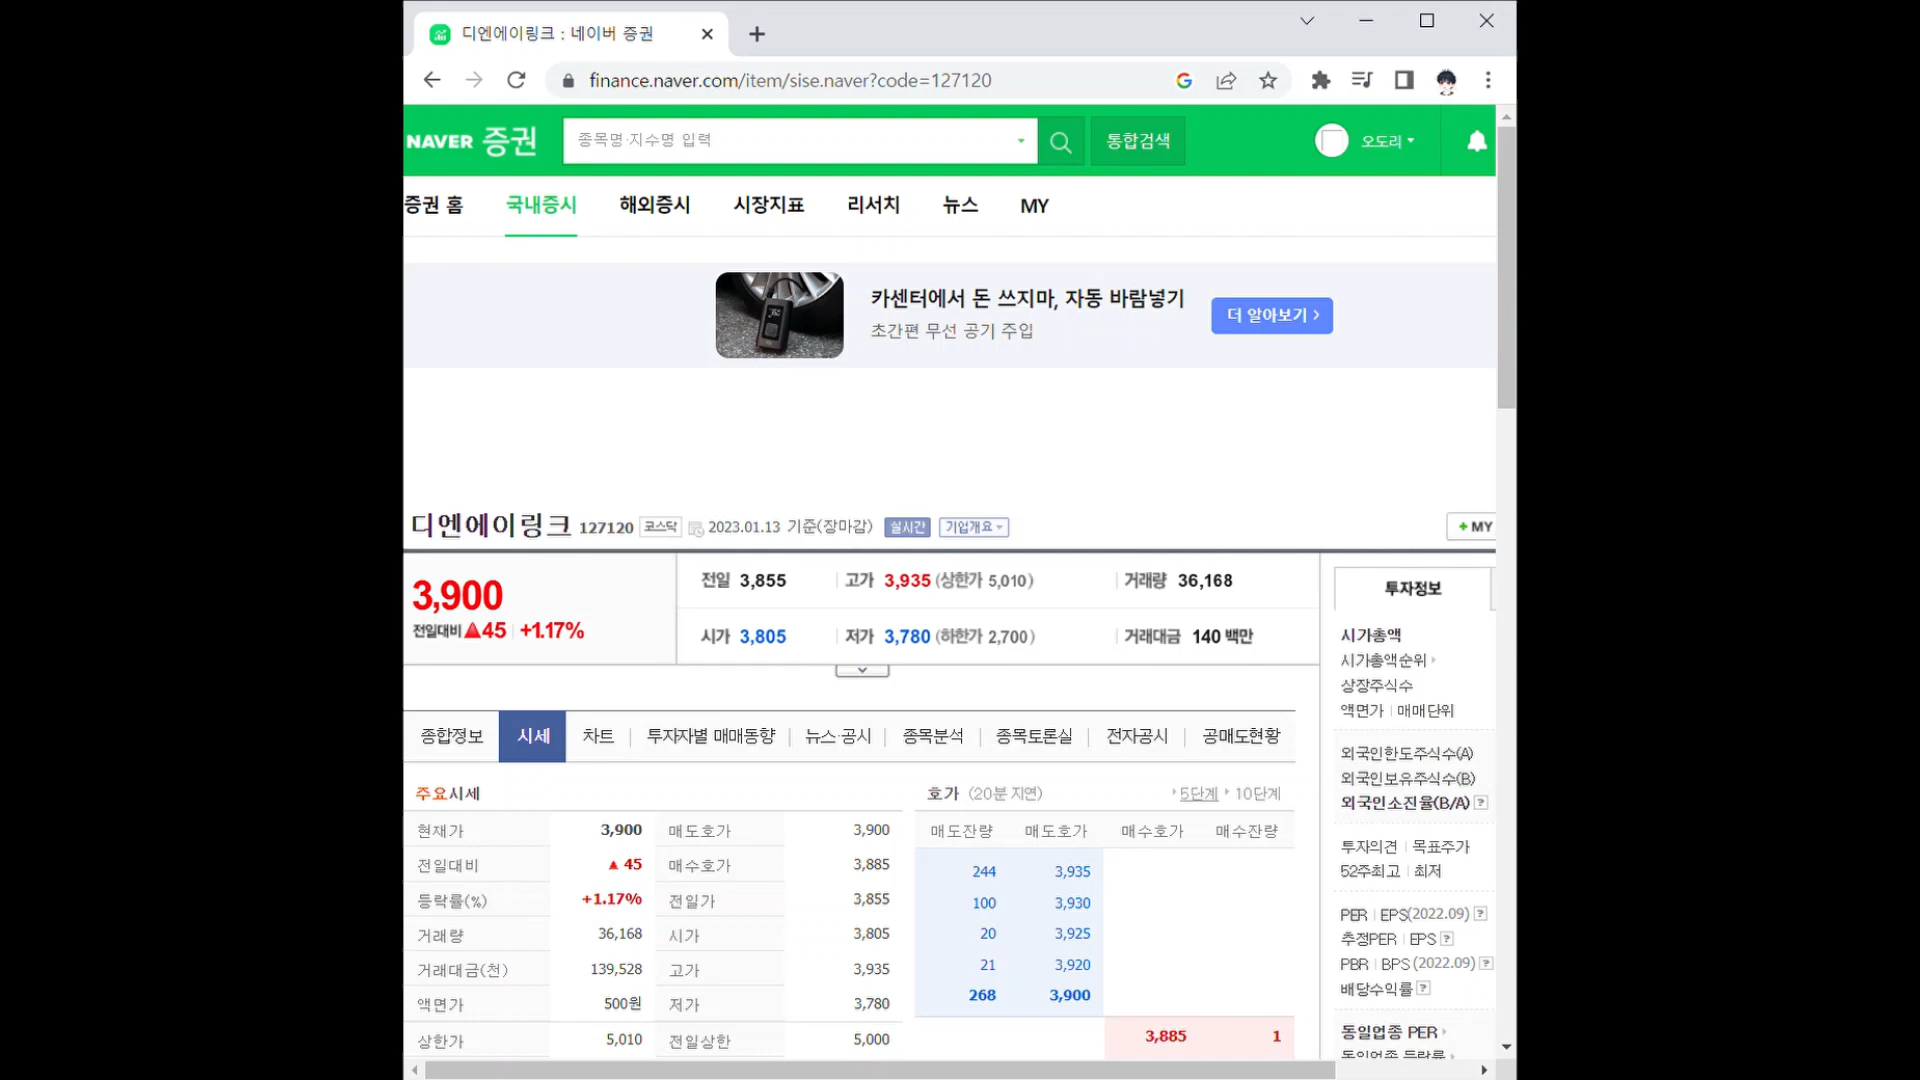 디엔에이링크 : 네이버 증권
finance.naver.com/item/sise.naver?code=127120
NAVER 증권 종목명·지수명 입력 통합검색 오도리
증권 홈 국내증시 해외증시 시장지표 리서치 뉴스 MY
카센터에서 돈 쓰지마, 자동 바람넣기
초간편 무선 공기 주입
더 알아보기
디엔에이링크 127120 코스닥 2023.01.13 기준(장마감) 실시간 기업개요 + MY
3,900
전일대비 ▲45 +1.17%
전일 3,855 고가 3,935 (상한가 5,010) 거래량 36,168
시가 3,805 저가 3,780 (하한가 2,700) 거래대금 140 백만
종합정보 시세 차트 투자자별 매매동향 뉴스·공시 종목분석 종목토론실 전자공시 공매도현황
주요시세
현재가 3,900 매도호가 3,900
전일대비 ▲ 45 매수호가 3,885
등락률(%) +1.17% 전일가 3,855
거래량 36,168 시가 3,805
거래대금(천) 139,528 고가 3,935
액면가 500원 저가 3,780
상한가 5,010 전일상한 5,000
호가 (20분 지연) 5단계 10단계
매도잔량 매도호가 매수호가 매수잔량
244 3,935
100 3,930
20 3,925
21 3,920
268 3,900
3,885 1
투자정보
시가총액
시가총액순위
상장주식수
액면가 | 매매단위
외국인한도주식수(A)
외국인보유주식수(B)
외국인소진율(B/A) ?
투자의견 | 목표주가
52주최고 | 최저
PER | EPS(2022.09) ?
추정PER | EPS ?
PBR | BPS (2022.09) ?
배당수익률 ?
동일업종 PER
동일업종 등락률